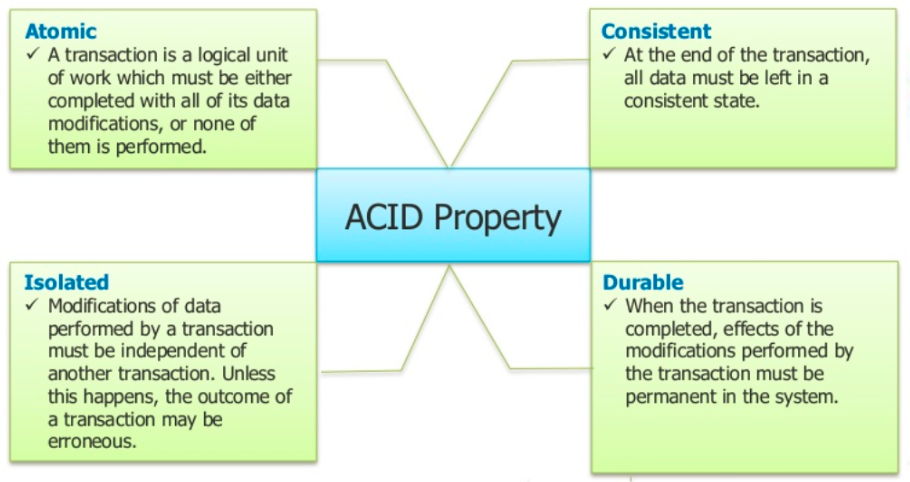 Atomic
✓ A transaction is a logical unit
of work which must be either
completed with all of its data
modifications, or none of
them is performed.
Consistent
✓ At the end of the transaction,
all data must be left in a
consistent state.
ACID Property
Isolated
✓ Modifications of data
performed by a transaction
must be independent of
another transaction. Unless
this happens, the outcome of
a transaction may be
erroneous.
Durable
✓ When the transaction is
completed, effects of the
modifications performed by
the transaction must be
permanent in the system.